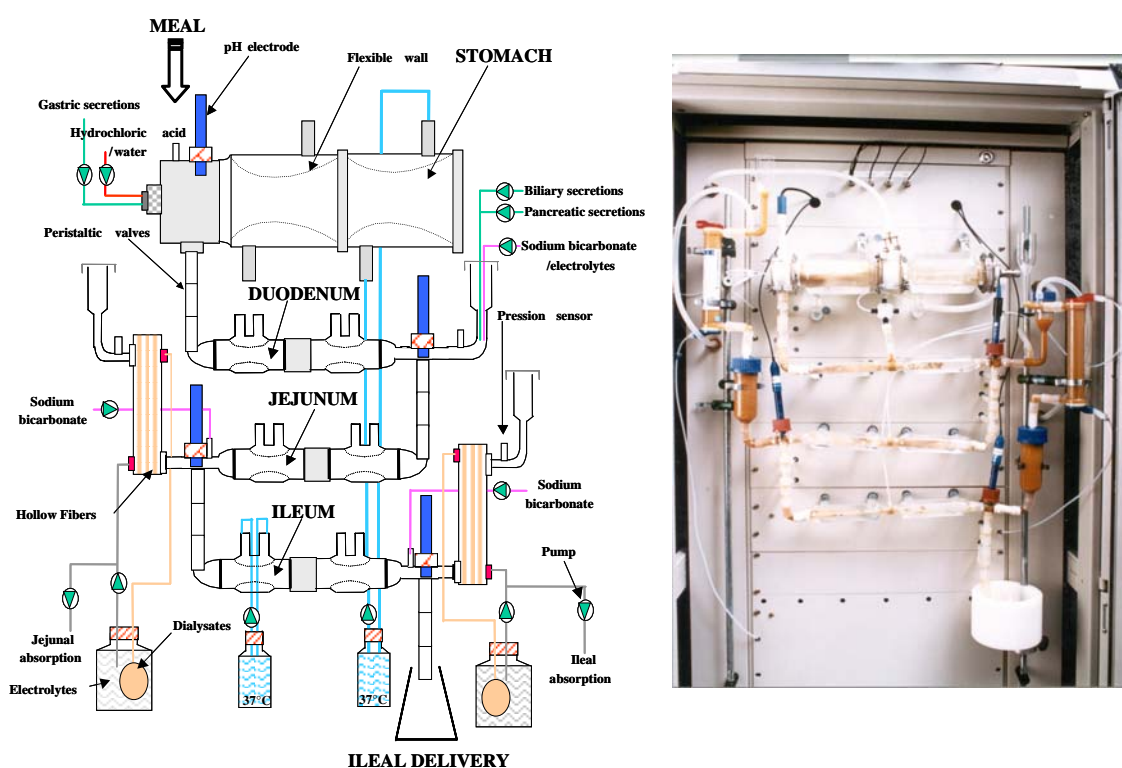 MEAL
pH electrode
Flexible wall
STOMACH
Gastric secretions
Hydrochloric acid
/water
Biliary secretions
Pancreatic secretions
Peristaltic valves
Sodium bicarbonate
/electrolytes
DUODENUM
Pression sensor
JEJUNUM
Sodium
bicarbonate
Sodium
bicarbonate
Hollow Fibers
ILEUM
Pump
Dialysates
Jejunal
absorption
Ileal
absorption
Electrolytes
37°C
37°C
ILEAL DELIVERY